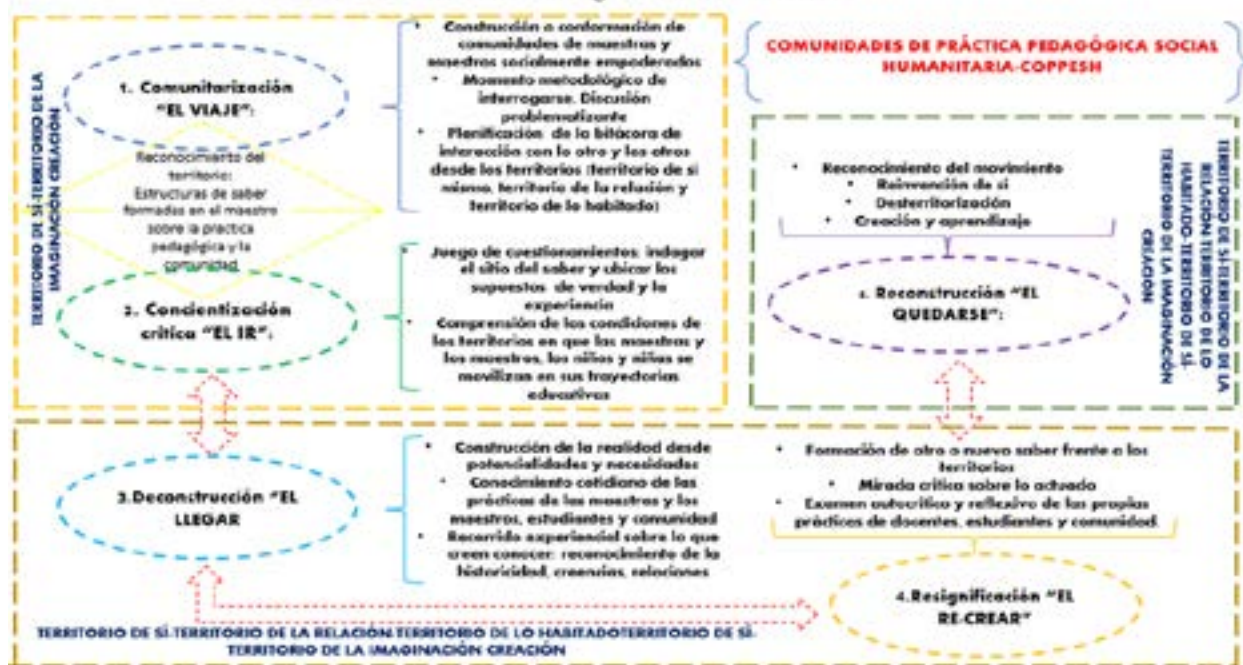 COMUNIDADES DE PRÁCTICA PEDAGÓGICA SOCIAL
HUMANITARIA-COPPESH
TERRITORIO DE SÍ-TERRITORIO DE LA
IMAGINACIÓN CREACIÓN
1. Comunitarización
"EL VIAJE":
Reconocimiento del
territorio:
Estructuras de saber
formadas en el maestro
sobre la práctica
pedagógica y la
comunidad
2. Concientización
crítica "EL IR":
• Construcción o conformación de
comunidades de maestras y
maestros socialmente empoderados
• Momento metodológico de
interrogarse. Discusión
problematizante
• Planificación de la bitácora de
interacción con lo otro y los otros
desde los territorios (territorio de sí
mismo, territorio de la relación y
territorio de lo habitado)
• Juego de cuestionamientos: indagar
el sitio del saber y ubicar los
supuestos de verdad y la
experiencia
• Comprensión de las condiciones de
los territorios en que las maestras y
los maestros, los niños y niñas se
movilizan en sus trayectorias
educativas
• Reconocimiento del movimiento
• Reinvención de sí
• Desterritorización
• Creación y aprendizaje
Reconstrucción "EL
QUEDARSE":
TERRITORIO DE SÍ-TERRITORIO DE LA
RELACIÓN-TERRITORIO DE LO
HABITADO-TERRITORIO DE SÍ-
TERRITORIO DE LA IMAGINACIÓN
CREACIÓN
3.Deconstrucción "EL
LLEGAR
• Construcción de la realidad desde
potencialidades y necesidades
• Conocimiento cotidiano de las
prácticas de las maestras y los
maestros, estudiantes y comunidad
• Recorrido experiencial sobre lo que
creen conocer: reconocimiento de la
historicidad, creencias, relaciones
• Formación de otro o nuevo saber frente a los
territorios
• Mirada crítica sobre lo actuado
• Examen autocrítico y reflexivo de las propias
prácticas de docentes, estudiantes y comunidad.
4.Resignificación "EL
RE-CREAR"
TERRITORIO DE SÍ-TERRITORIO DE LA RELACIÓN-TERRITORIO DE LO HABITADOTERRITORIO DE SÍ-
TERRITORIO DE LA IMAGINACIÓN CREACIÓN